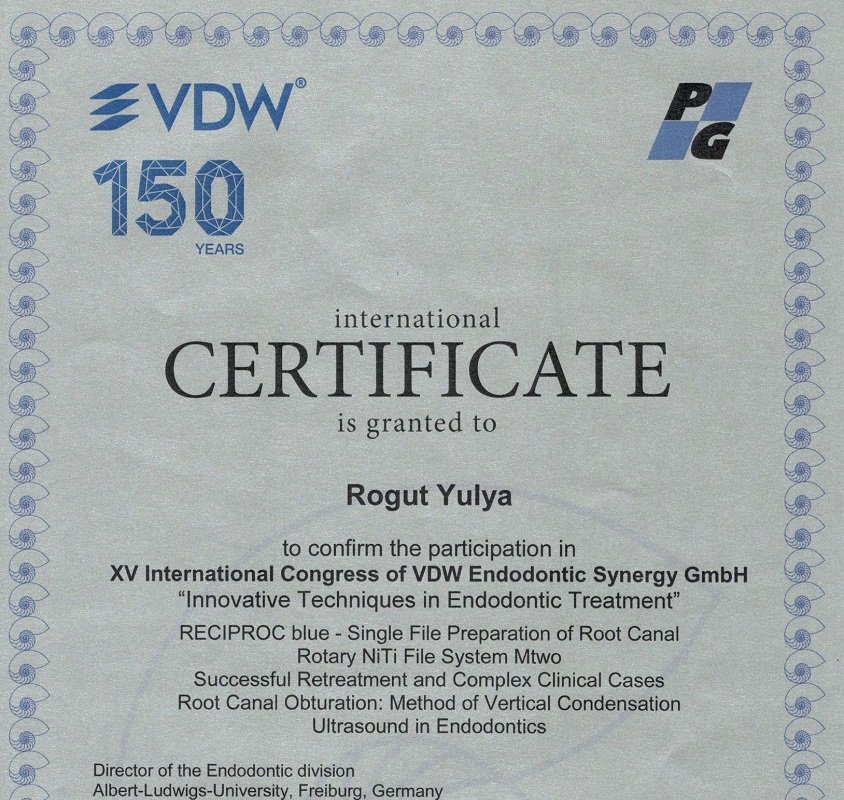 VDW®
150
YEARS
PG
international
CERTIFICATE
is granted to
Rogut Yulya
to confirm the participation in
XV International Congress of VDW Endodontic Synergy GmbH
“Innovative Techniques in Endodontic Treatment”
RECIPROC blue - Single File Preparation of Root Canal
Rotary NiTi File System Mtwo
Successful Retreatment and Complex Clinical Cases
Root Canal Obturation: Method of Vertical Condensation
Ultrasound in Endodontics
Director of the Endodontic division
Albert-Ludwigs-University, Freiburg, Germany